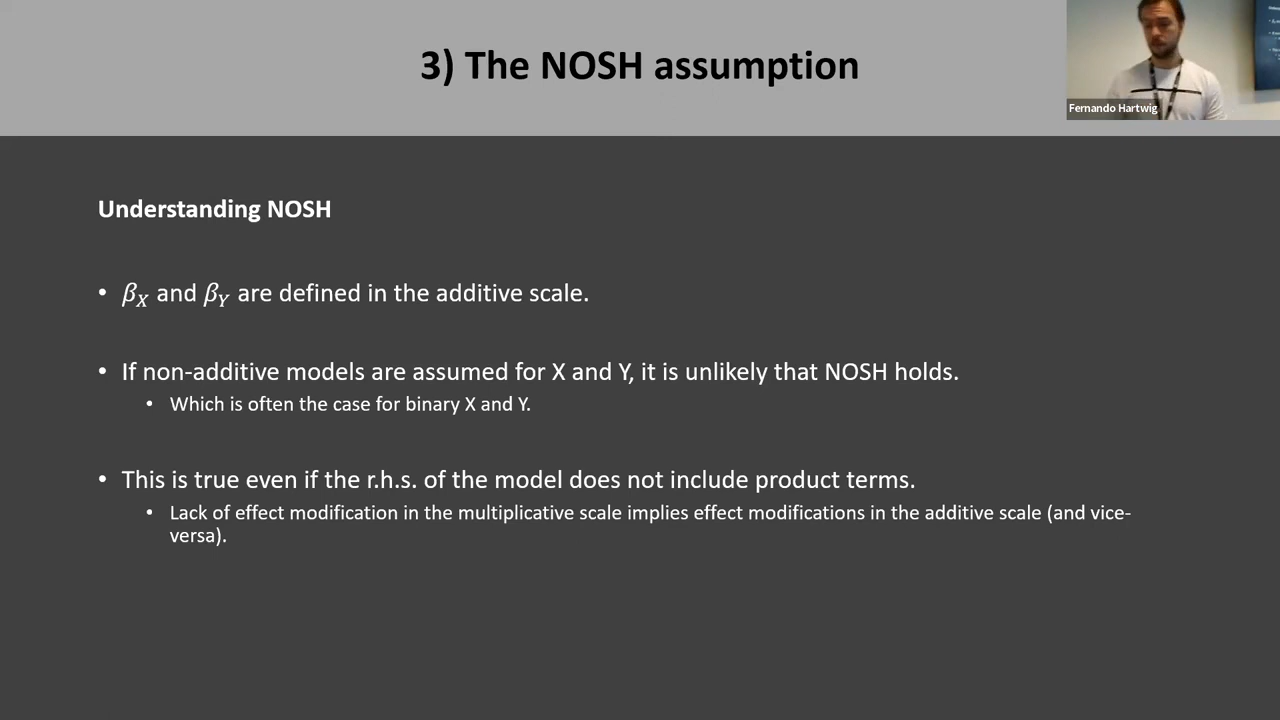 3) The NOSH assumption
Fernando Hartwig
Understanding NOSH
• β_X and β_Y are defined in the additive scale.
• If non-additive models are assumed for X and Y, it is unlikely that NOSH holds.
• Which is often the case for binary X and Y.
• This is true even if the r.h.s. of the model does not include product terms.
• Lack of effect modification in the multiplicative scale implies effect modifications in the additive scale (and vice-
versa).